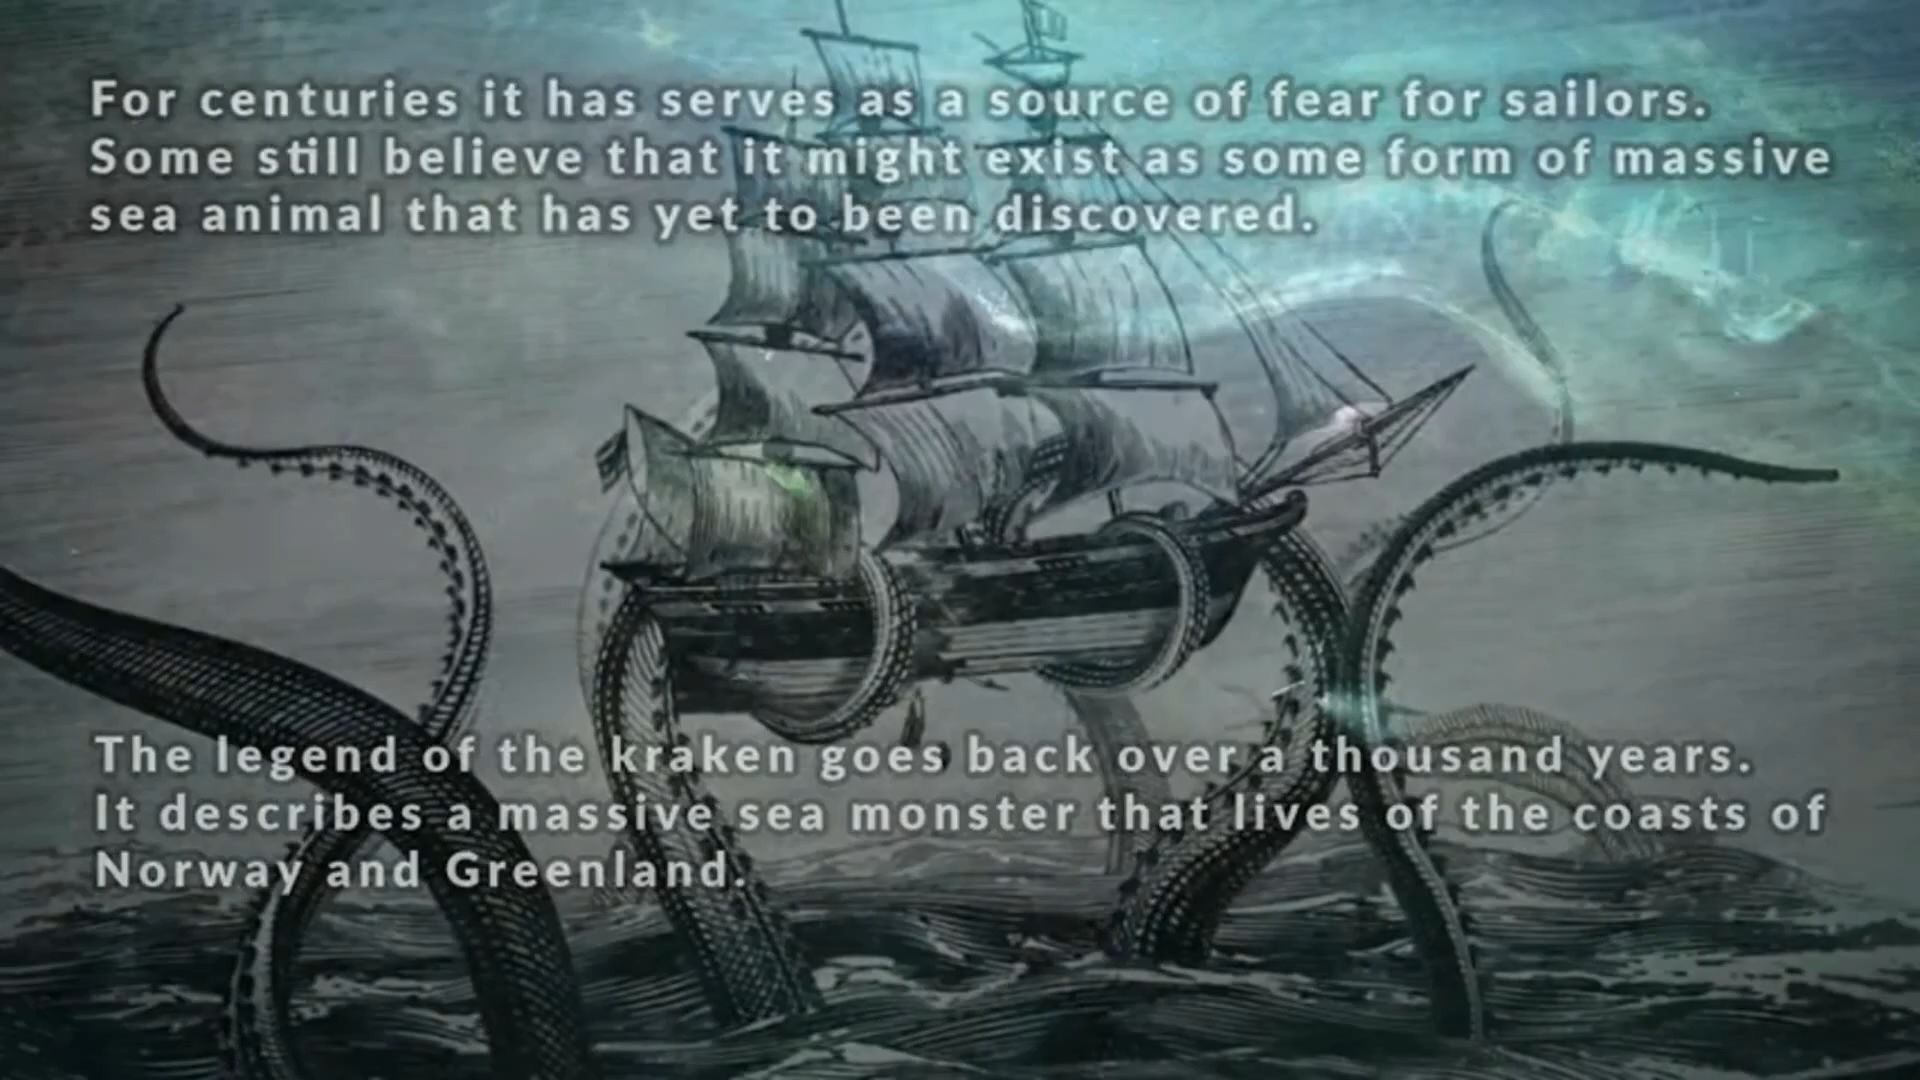 For centuries it has serves as a source of fear for sailors.
Some still believe that it might exist as some form of massive
sea animal that has yet to been discovered.
The legend of the kraken goes back over a thousand years.
It describes a massive sea monster that lives of the coasts of
Norway and Greenland.